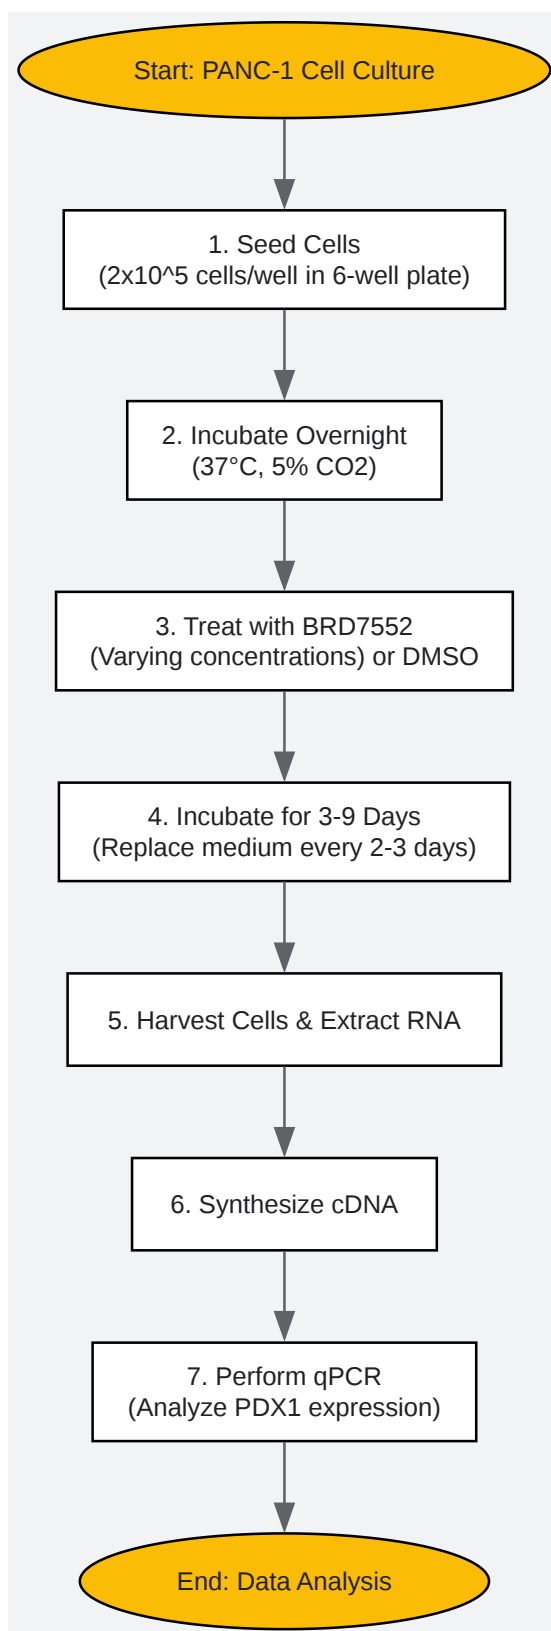 Start: PANC-1 Cell Culture
1. Seed Cells
(2x10^5 cells/well in 6-well plate)
2. Incubate Overnight
(37°C, 5% CO2)
3. Treat with BRD7552
(Varying concentrations) or DMSO
4. Incubate for 3-9 Days
(Replace medium every 2-3 days)
5. Harvest Cells & Extract RNA
6. Synthesize cDNA
7. Perform qPCR
(Analyze PDX1 expression)
End: Data Analysis